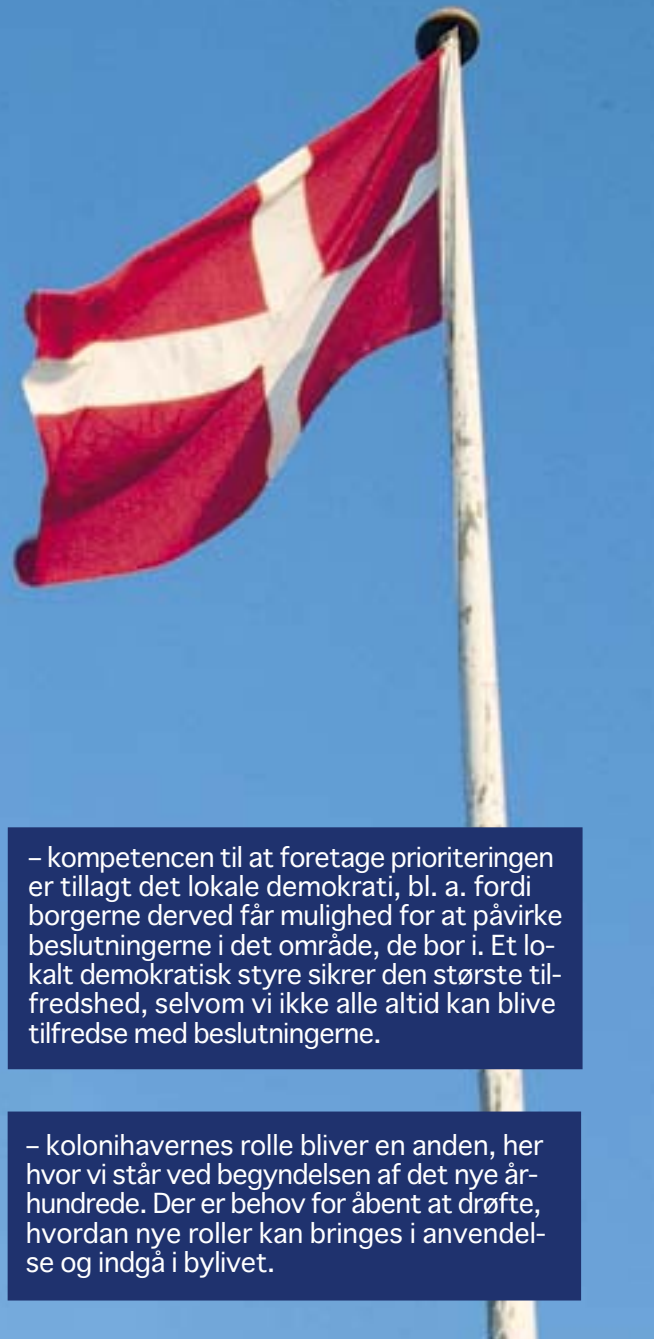 – kompetencen til at foretage prioriteringen
er tillagt det lokale demokrati, bl. a. fordi
borgerne derved får mulighed for at påvirke
beslutningerne i det område, de bor i. Et lo-
kalt demokratisk styre sikrer den største til-
fredshed, selvom vi ikke alle altid kan blive
tilfredse med beslutningerne.
– kolonihavernes rolle bliver en anden, her
hvor vi står ved begyndelsen af det nye år-
hundrede. Der er behov for åbent at drøfte,
hvordan nye roller kan bringes i anvendel-
se og indgå i bylivet.